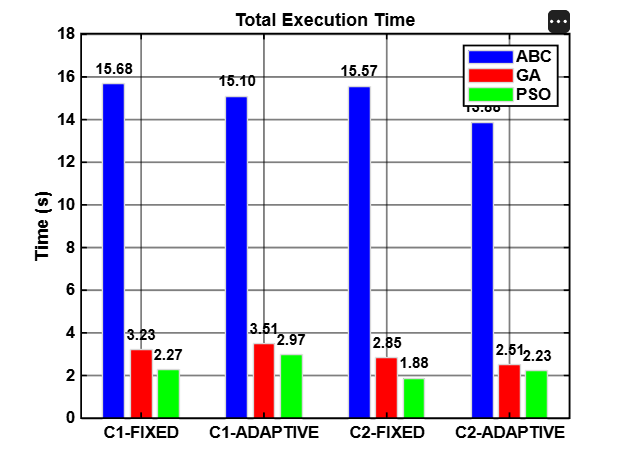 Total Execution Time
18
16
14
12
10
8
6
4
2
0
Time (s)
ABC
GA
PSO
15.68
15.10
15.57
3.23
2.27
3.51
2.97
2.85
1.88
2.51
2.23
C1-FIXED
C1-ADAPTIVE
C2-FIXED
C2-ADAPTIVE